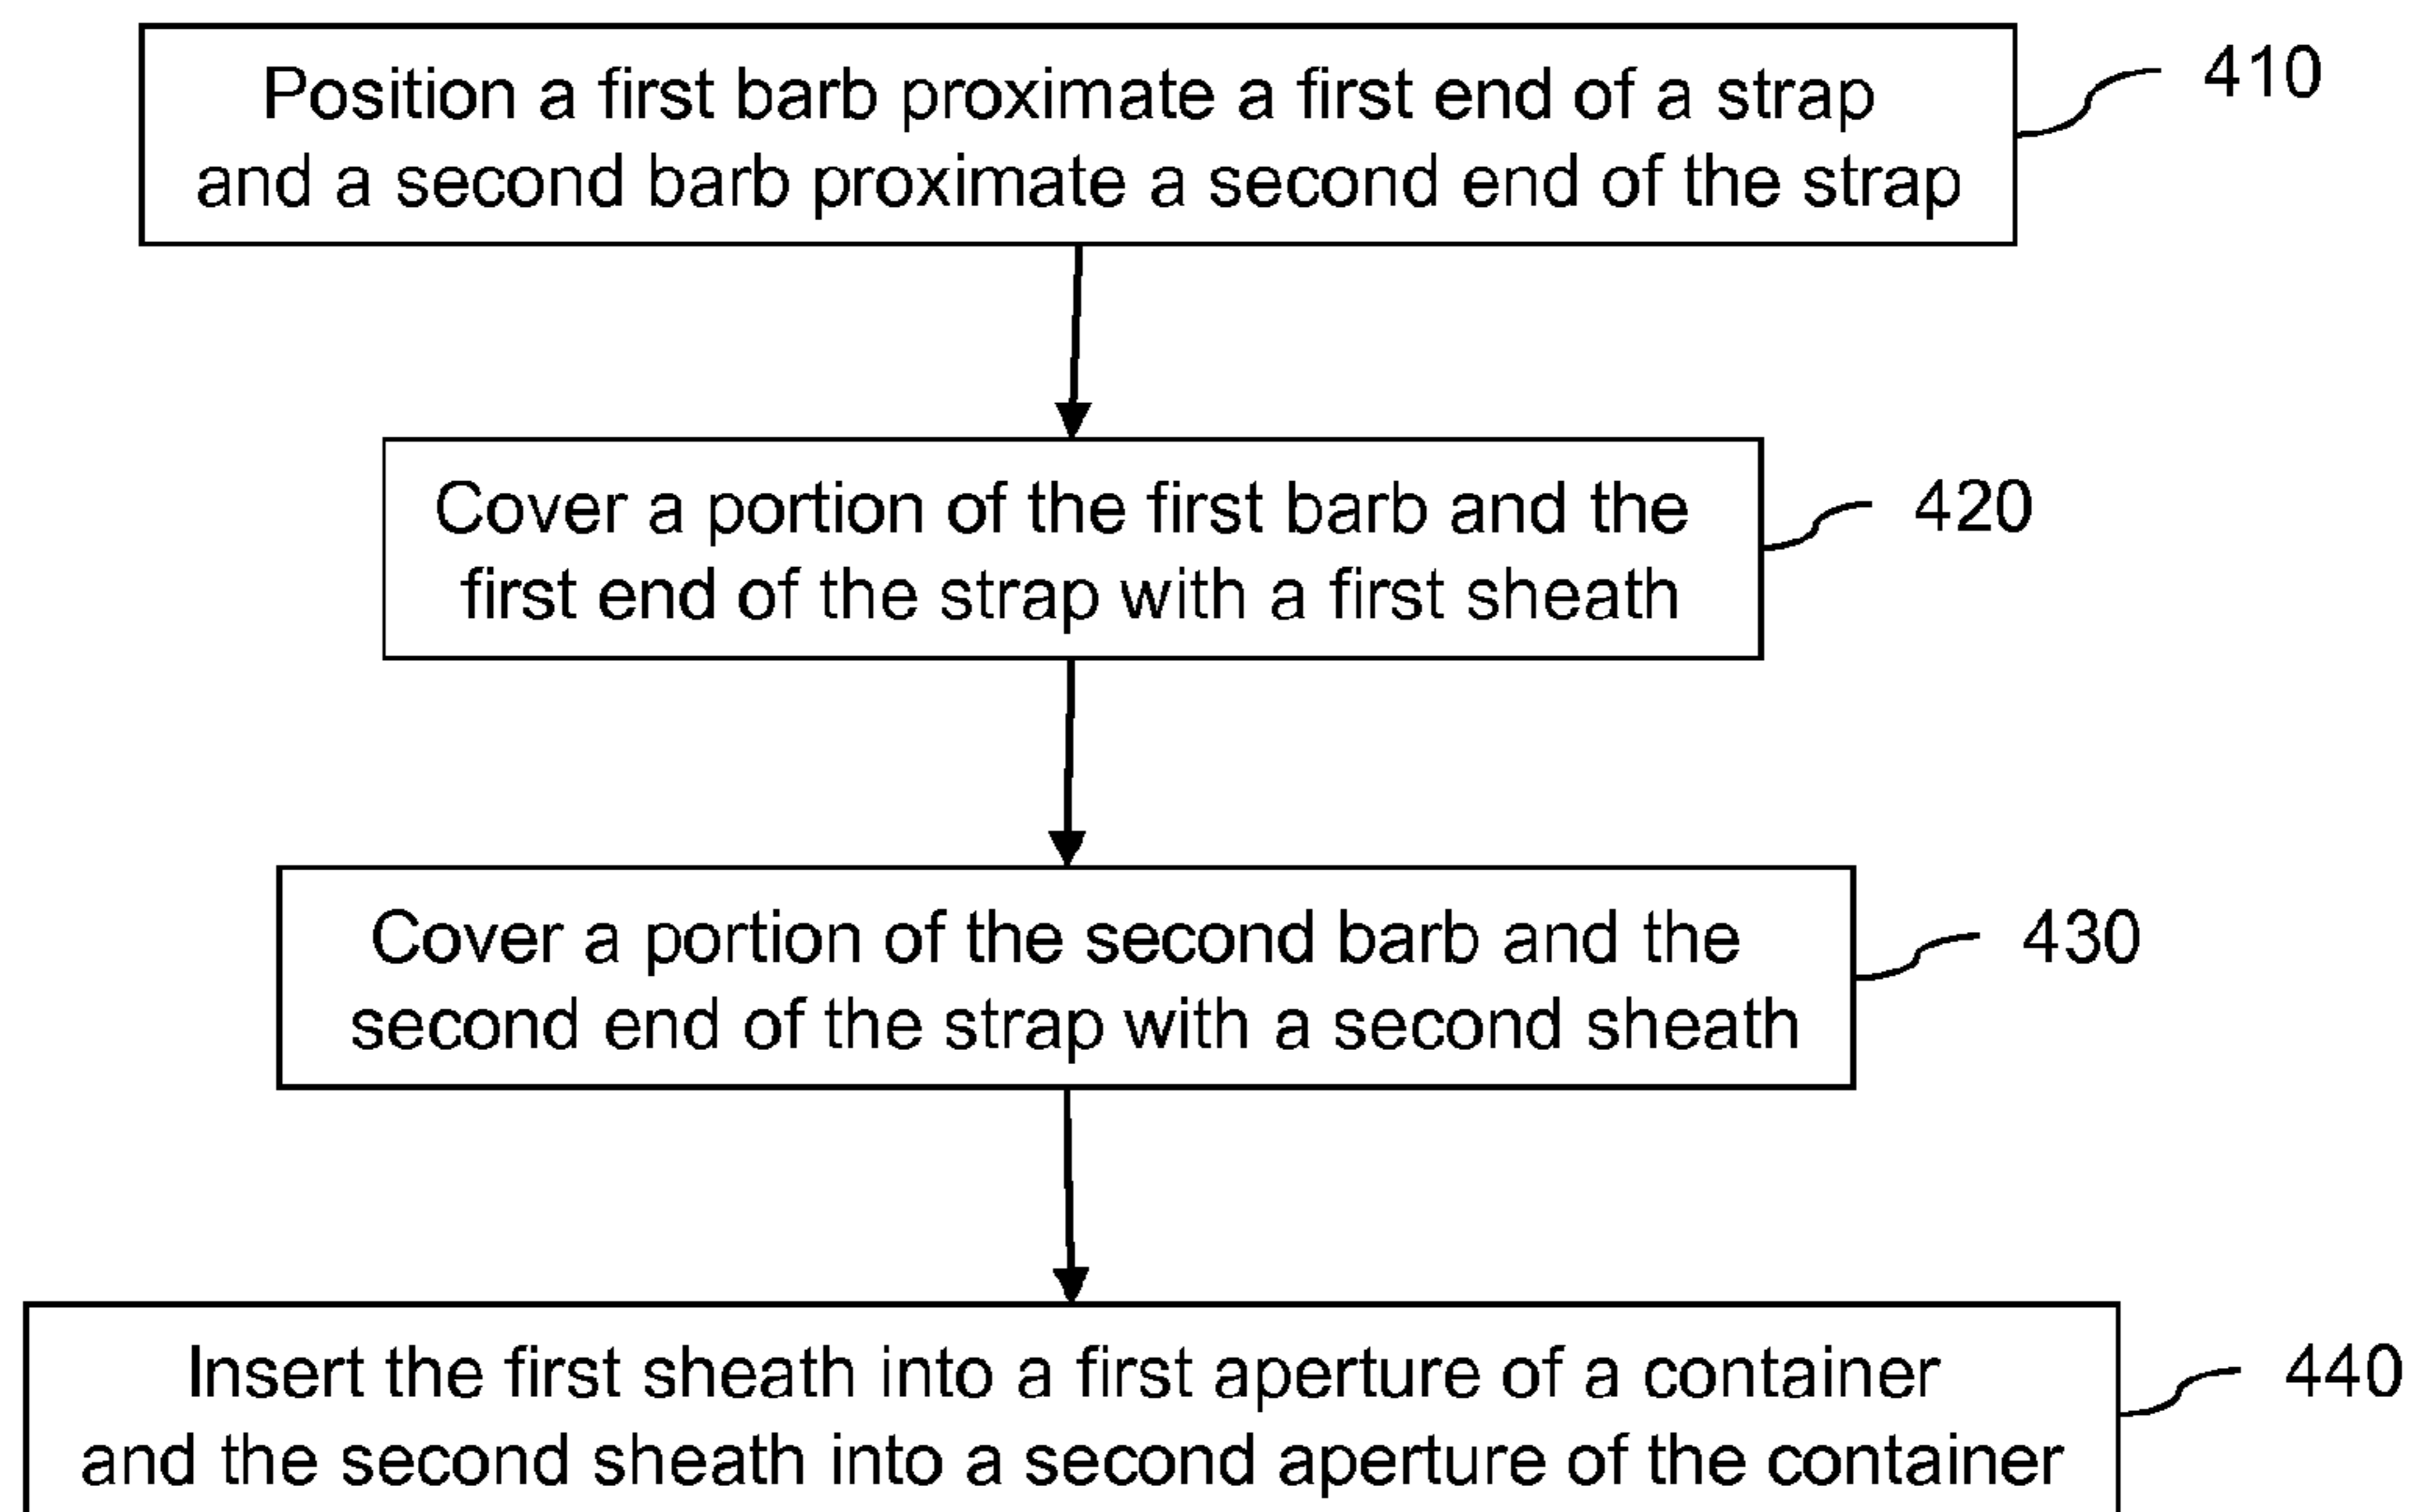 Position a first barb proximate a first end of a strap
and a second barb proximate a second end of the strap
410
Cover a portion of the first barb and the
first end of the strap with a first sheath
420
Cover a portion of the second barb and the
second end of the strap with a second sheath
430
Insert the first sheath into a first aperture of a container
and the second sheath into a second aperture of the container
440